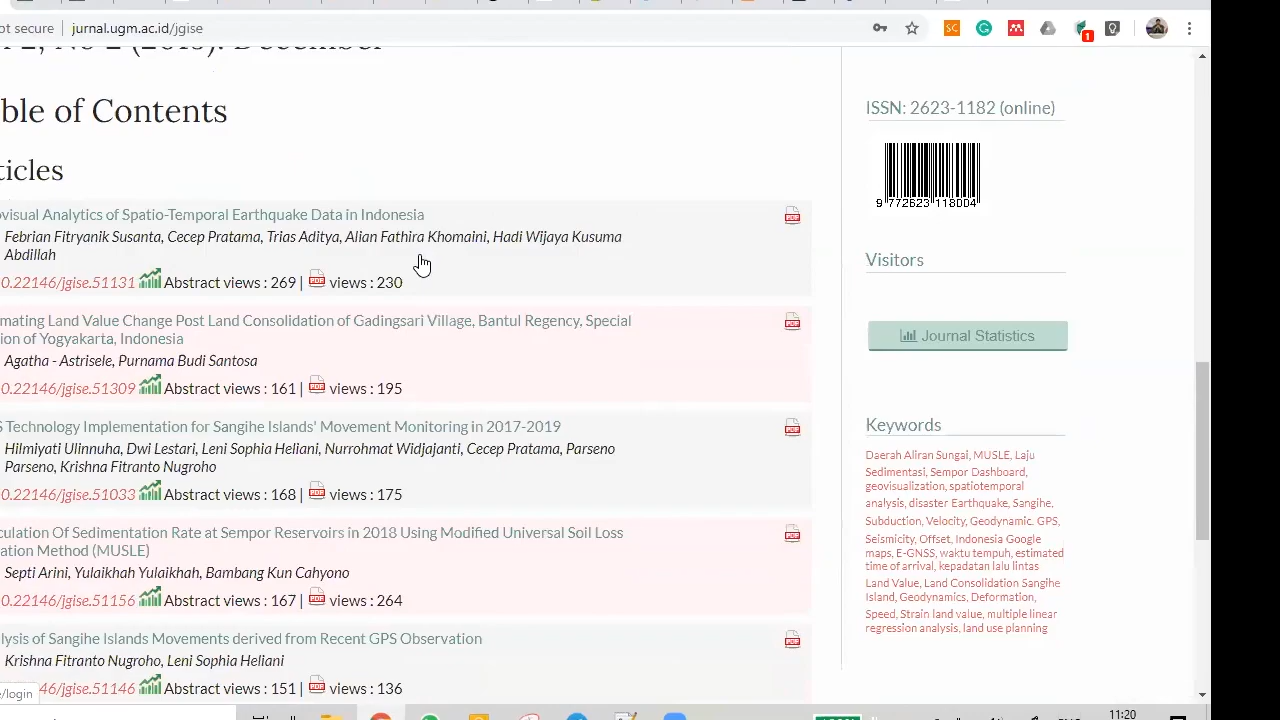 ot secure
jurnal.ugm.ac.id/jgise
1
ble of Contents
ticles
visual Analytics of Spatio-Temporal Earthquake Data in Indonesia
Febrian Fitryanik Susanta, Cecep Pratama, Trias Aditya, Alian Fathira Khomaini, Hadi Wijaya Kusuma
Abdillah
0.22146/jgise.51131 Abstract views : 269 | PDF views : 230
mating Land Value Change Post Land Consolidation of Gadingsari Village, Bantul Regency, Special
ion of Yogyakarta, Indonesia
Agatha - Astrisele, Purnama Budi Santosa
0.22146/jgise.51309 Abstract views : 161 | PDF views : 195
S Technology Implementation for Sangihe Islands' Movement Monitoring in 2017-2019
Hilmiyati Ulinnuha, Dwi Lestari, Leni Sophia Heliani, Nurrohmat Widjajanti, Cecep Pratama, Parseno
Parseno, Krishna Fitranto Nugroho
0.22146/jgise.51033 Abstract views : 168 | PDF views : 175
culation Of Sedimentation Rate at Sempor Reservoirs in 2018 Using Modified Universal Soil Loss
ation Method (MUSLE)
Septi Arini, Yulaikhah Yulaikhah, Bambang Kun Cahyono
0.22146/jgise.51156 Abstract views : 167 | PDF views : 264
lysis of Sangihe Islands Movements derived from Recent GPS Observation
Krishna Fitranto Nugroho, Leni Sophia Heliani
46/jgise.51146 Abstract views : 151 | PDF views : 136
e/login
ISSN: 2623-1182 (online)
9 772623 118004
Visitors
Journal Statistics
Keywords
Daerah Aliran Sungai, MUSLE, Laju
Sedimentasi, Sempor Dashboard,
geovisualization, spatiotemporal
analysis, disaster Earthquake, Sangihe,
Subduction, Velocity, Geodynamic. GPS,
Seismicity, Offset, Indonesia Google
maps, E-GNSS, waktu tempuh, estimated
time of arrival, kepadatan lalu lintas
Land Value, Land Consolidation Sangihe
Island, Geodynamics, Deformation,
Speed, Strain land value, multiple linear
regression analysis, land use planning
11:20